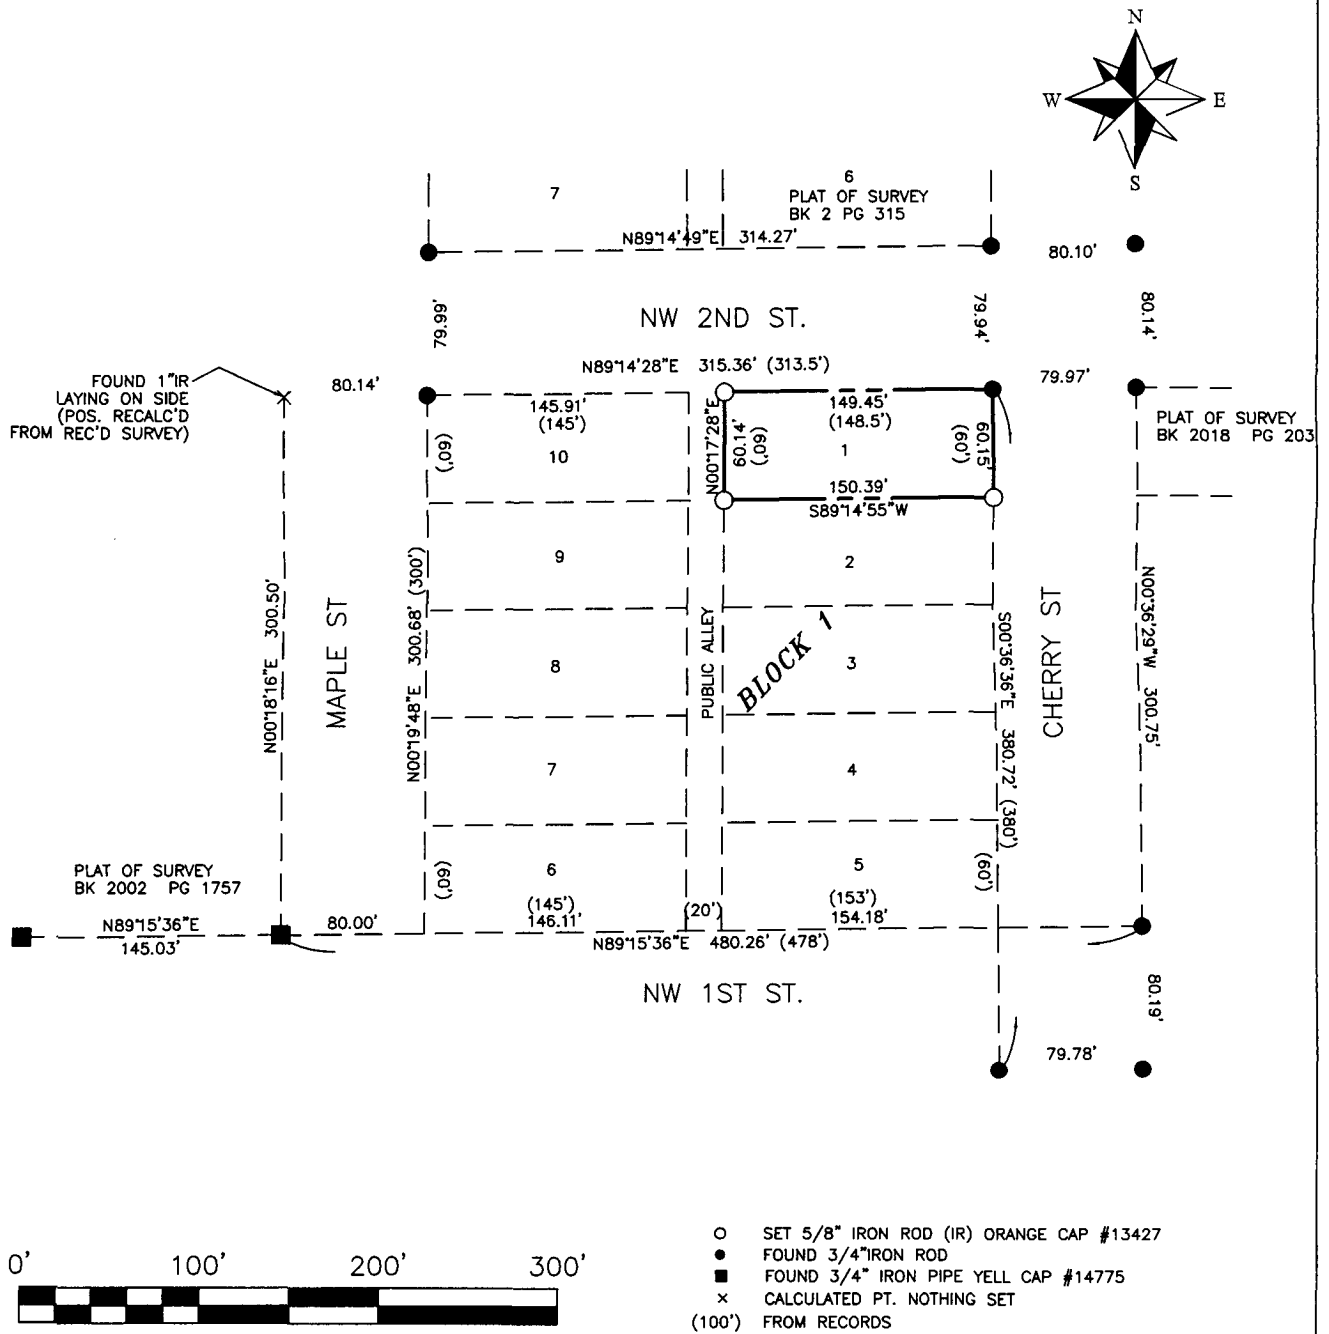 N
W E
S
7
6
PLAT OF SURVEY
BK 2 PG 315
N89°14'49"E 314.27'
80.10'
79.99'
79.94'
80.14'
NW 2ND ST.
N89°14'28"E 315.36' (313.5')
FOUND 1"IR
LAYING ON SIDE
(POS. RECALC'D
FROM REC'D SURVEY)
80.14'
79.97'
145.91'
(145')
149.45'
(148.5')
PLAT OF SURVEY
BK 2018 PG 203
(60')
10
N00°17'28"E
60.14'
(60')
1
60.15'
(60')
150.39'
S89°14'55"W
9
2
N00°18'16"E 300.50'
MAPLE ST
N00°19'48"E 300.68' (300')
8
PUBLIC ALLEY
BLOCK 1
3
S00°36'36"E 380.72' (380')
CHERRY ST
N00°36'29"W 300.75'
7
4
PLAT OF SURVEY
BK 2002 PG 1757
(60')
6
5
(60')
(145')
146.11'
(20')
(153')
154.18'
N89°15'36"E
145.03'
80.00'
N89°15'36"E 480.26' (478')
NW 1ST ST.
80.19'
79.78'
0' 100' 200' 300'
SET 5/8" IRON ROD (IR) ORANGE CAP #13427
FOUND 3/4"IRON ROD
FOUND 3/4" IRON PIPE YELL CAP #14775
CALCULATED PT. NOTHING SET
(100') FROM RECORDS